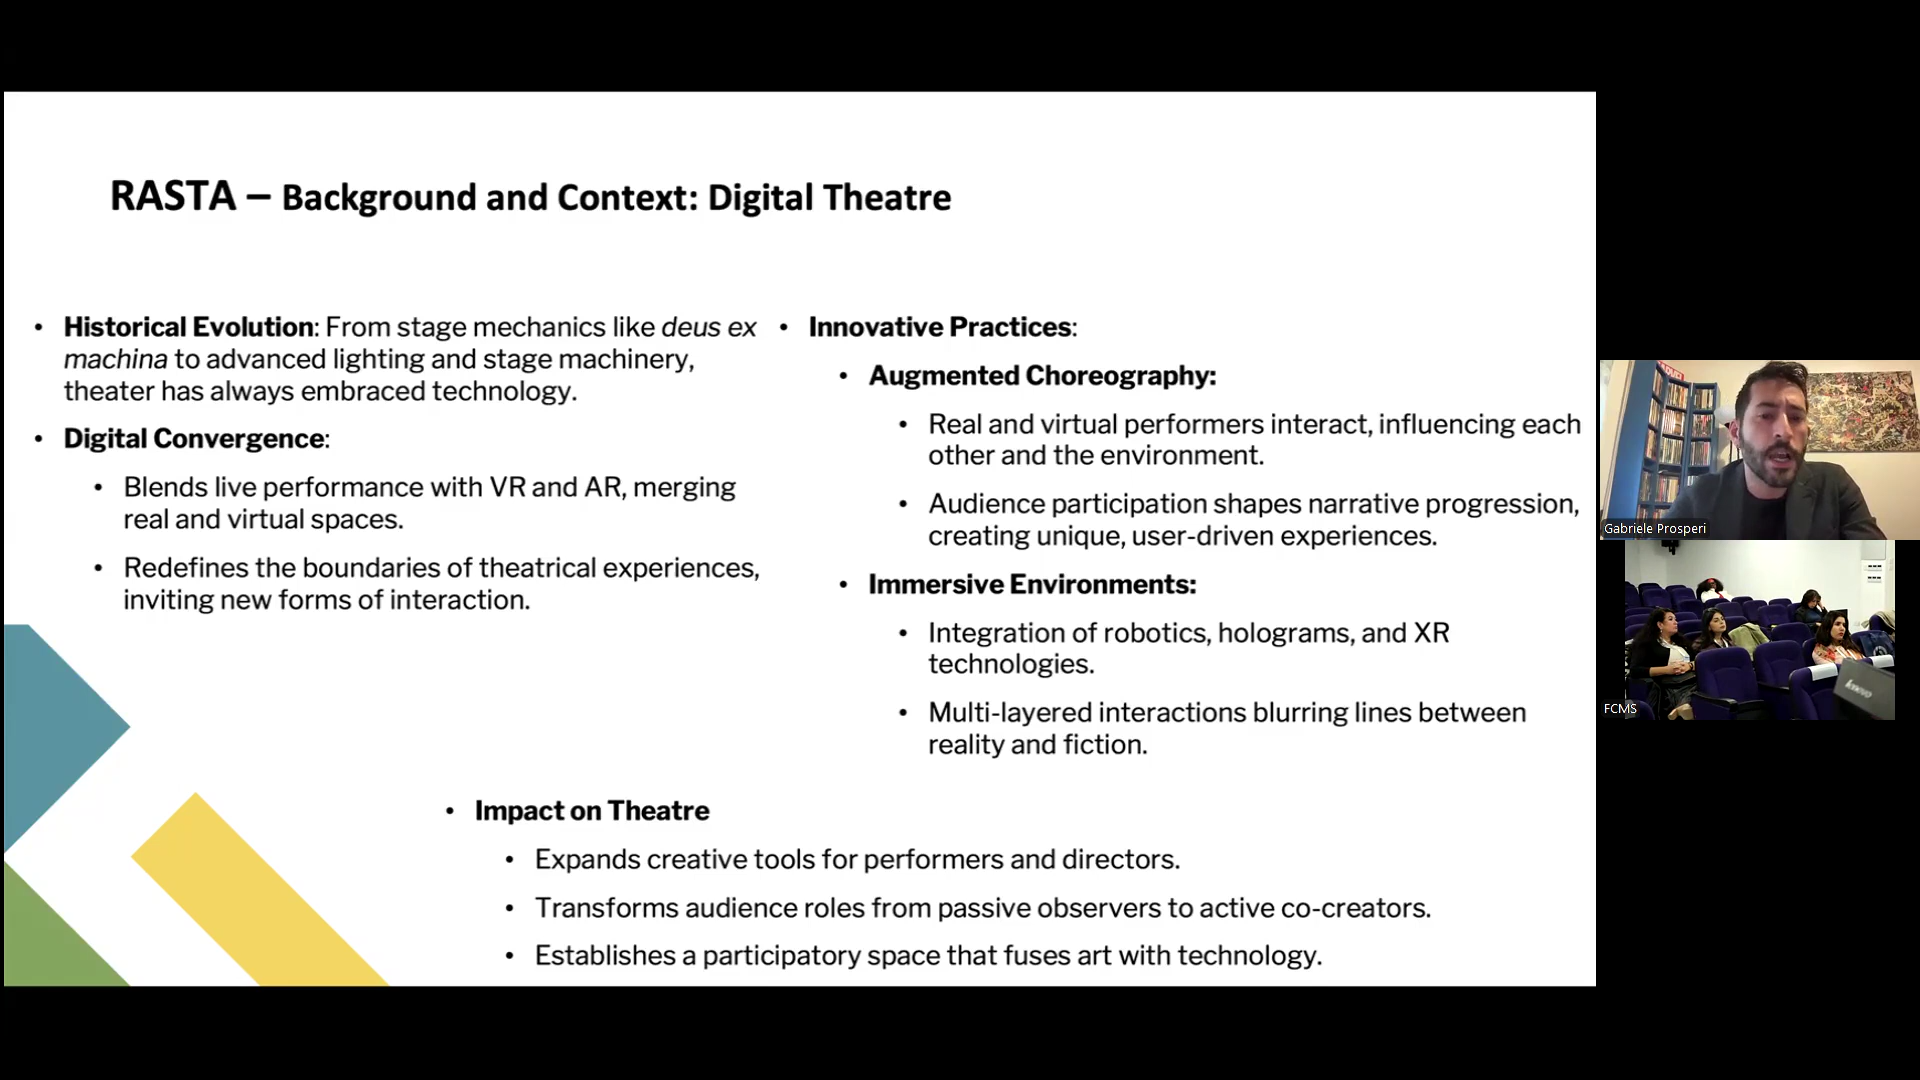 RASTA – Background and Context: Digital Theatre
• Historical Evolution: From stage mechanics like deus ex
machina to advanced lighting and stage machinery,
theater has always embraced technology.
• Digital Convergence:
• Blends live performance with VR and AR, merging
real and virtual spaces.
• Redefines the boundaries of theatrical experiences,
inviting new forms of interaction.
• Innovative Practices:
• Augmented Choreography:
• Real and virtual performers interact, influencing each
other and the environment.
• Audience participation shapes narrative progression,
creating unique, user-driven experiences.
• Immersive Environments:
• Integration of robotics, holograms, and XR
technologies.
• Multi-layered interactions blurring lines between
reality and fiction.
• Impact on Theatre
• Expands creative tools for performers and directors.
• Transforms audience roles from passive observers to active co-creators.
• Establishes a participatory space that fuses art with technology.
Gabriele Prosperi
FCMS
lenovo